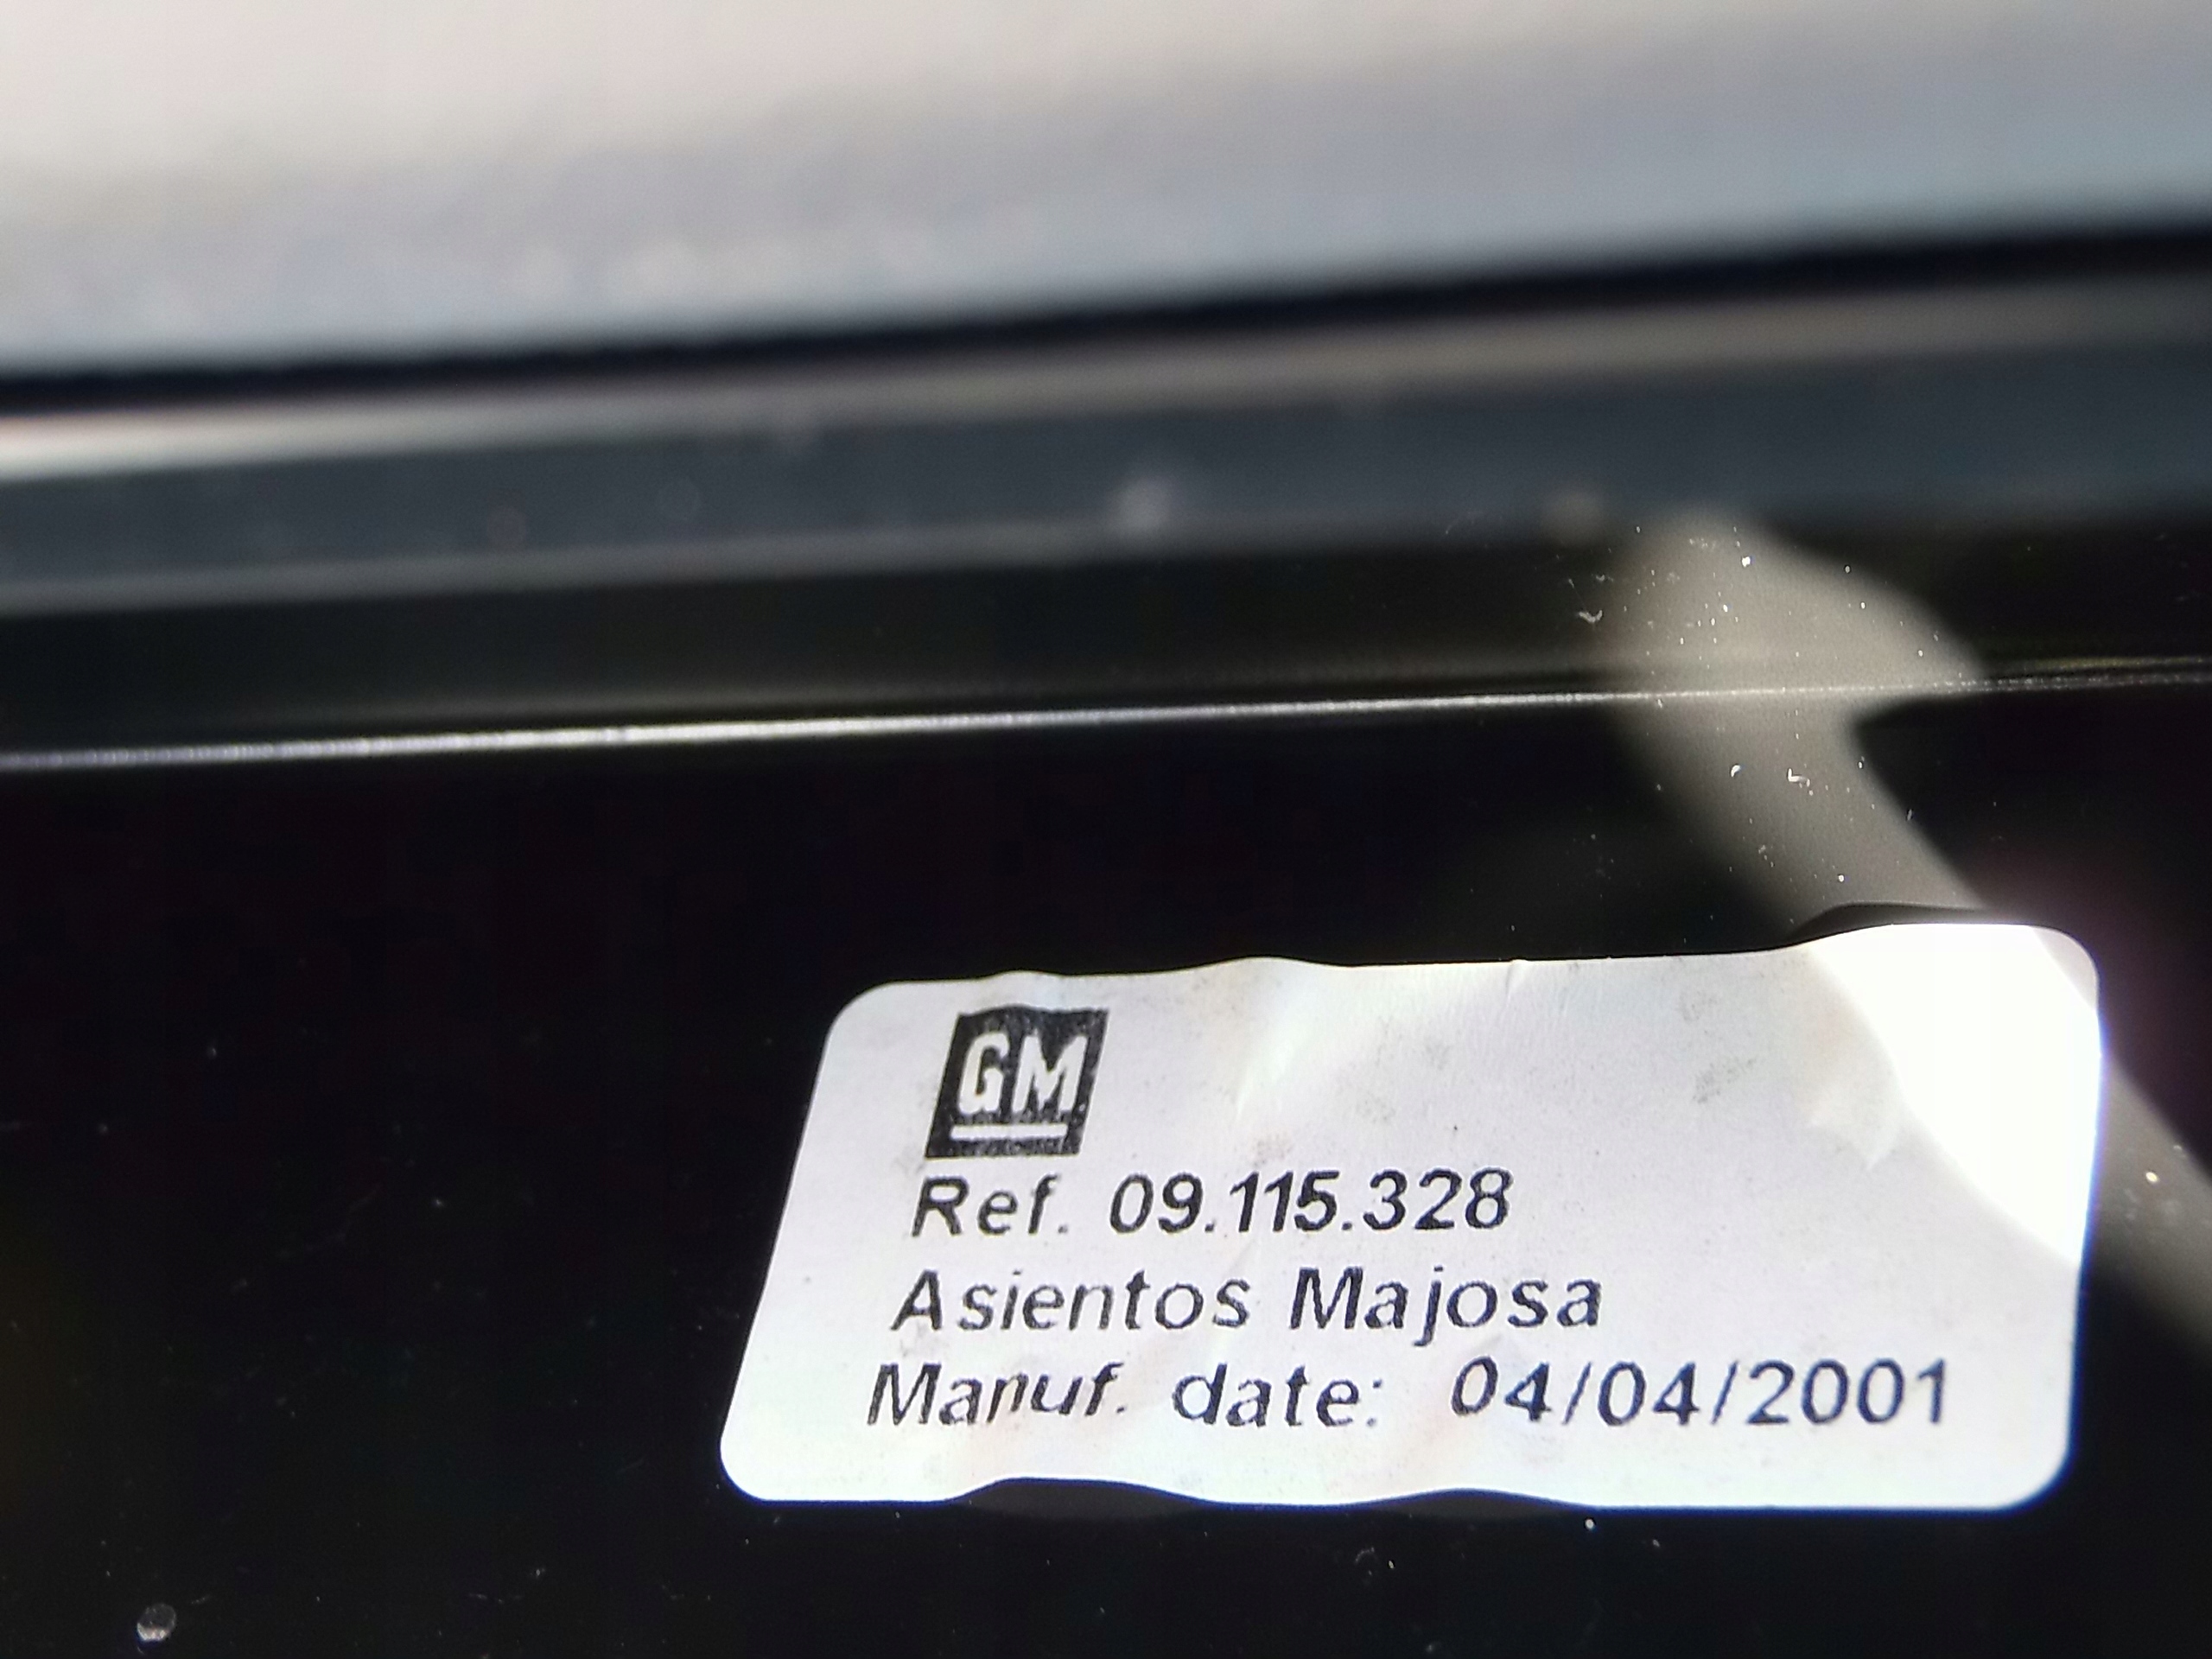 GM
Ref. 09.115.328
Asientos Majosa
Manuf. date: 04/04/2001